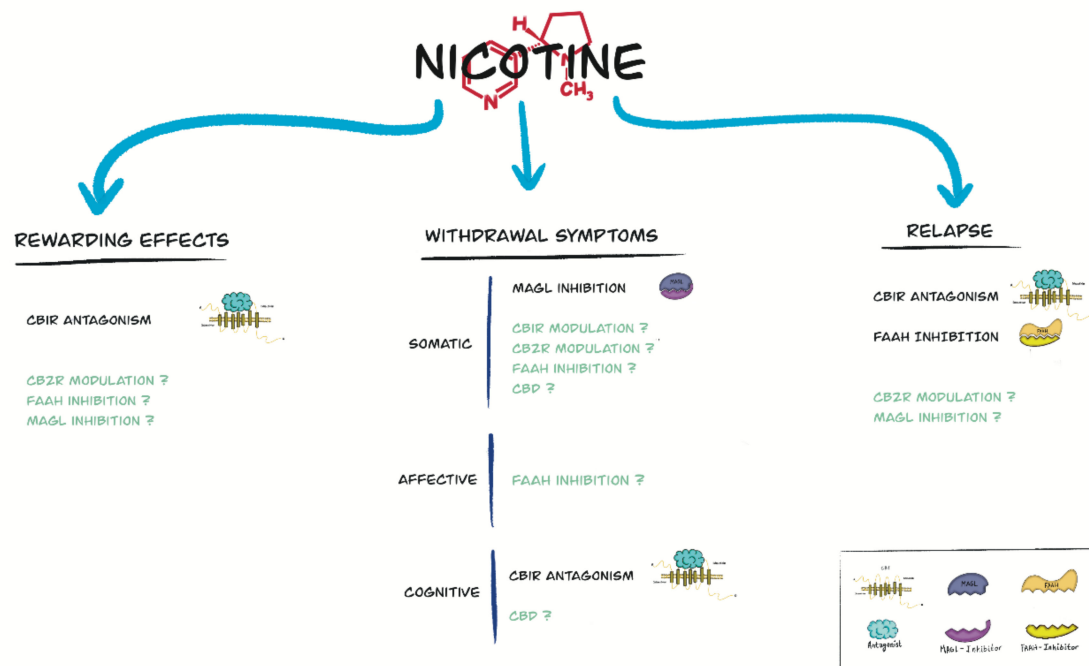 NICOTINE
H
N
N
CH3
REWARDING EFFECTS
CB1R ANTAGONISM
CB2R MODULATION ?
FAAH INHIBITION ?
MAGL INHIBITION ?
WITHDRAWAL SYMPTOMS
SOMATIC
MAGL INHIBITION
MAGL
CB1R MODULATION ?
CB2R MODULATION ?
FAAH INHIBITION ?
CBD ?
AFFECTIVE
FAAH INHIBITION ?
COGNITIVE
CB1R ANTAGONISM
CBD ?
RELAPSE
CB1R ANTAGONISM
FAAH INHIBITION
FAAH
CB2R MODULATION ?
MAGL INHIBITION ?
MAGL
FAAH
Antagonist
MAGL-Inhibitor
FAAH-Inhibitor